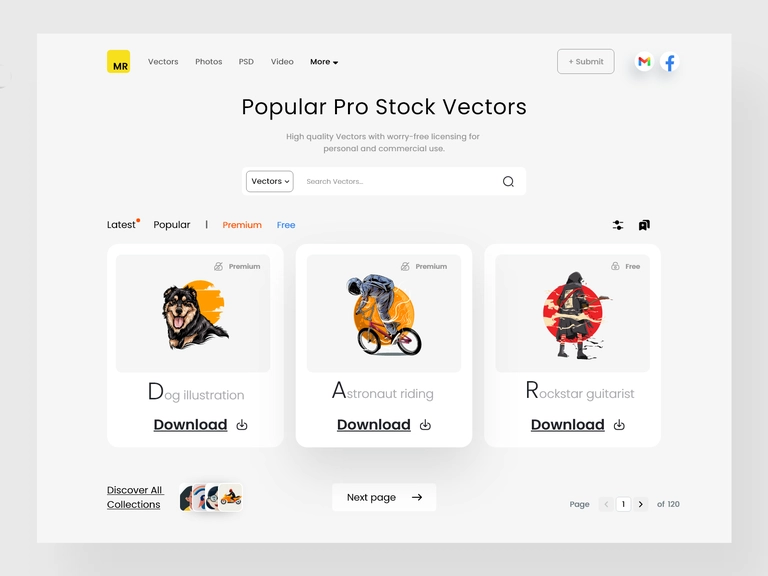 MR
Vectors Photos PSD Video More
+ Submit
Popular Pro Stock Vectors
High quality Vectors with worry-free licensing for
personal and commercial use.
Vectors
Search Vectors...
Latest Popular | Premium Free
Premium
Premium
Free
Dog illustration
Astronaut riding
Rockstar guitarist
Download
Download
Download
Discover All
Collections
Next page
Page 1 of 120